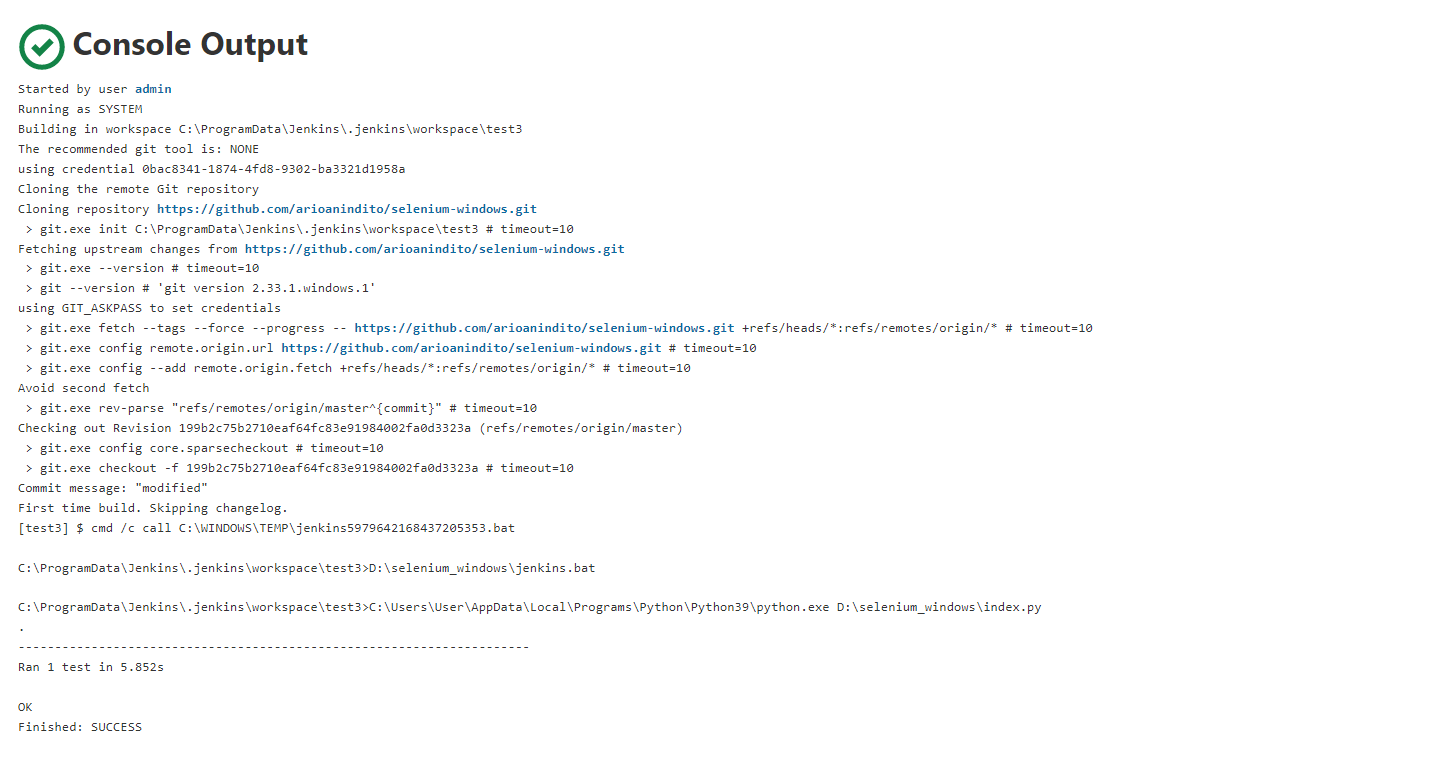 Console Output
Started by user admin
Running as SYSTEM
Building in workspace C:\ProgramData\Jenkins\.jenkins\workspace\test3
The recommended git tool is: NONE
using credential 0bac8341-1874-4fd8-9302-ba3321d1958a
Cloning the remote Git repository
Cloning repository https://github.com/arioanindito/selenium-windows.git
 > git.exe init C:\ProgramData\Jenkins\.jenkins\workspace\test3 # timeout=10
Fetching upstream changes from https://github.com/arioanindito/selenium-windows.git
 > git.exe --version # timeout=10
 > git --version # 'git version 2.33.1.windows.1'
using GIT_ASKPASS to set credentials
 > git.exe fetch --tags --force --progress -- https://github.com/arioanindito/selenium-windows.git +refs/heads/*:refs/remotes/origin/* # timeout=10
 > git.exe config remote.origin.url https://github.com/arioanindito/selenium-windows.git # timeout=10
 > git.exe config --add remote.origin.fetch +refs/heads/*:refs/remotes/origin/* # timeout=10
Avoid second fetch
 > git.exe rev-parse "refs/remotes/origin/master^{commit}" # timeout=10
Checking out Revision 199b2c75b2710eaf64fc83e91984002fa0d3323a (refs/remotes/origin/master)
 > git.exe config core.sparsecheckout # timeout=10
 > git.exe checkout -f 199b2c75b2710eaf64fc83e91984002fa0d3323a # timeout=10
Commit message: "modified"
First time build. Skipping changelog.
[test3] $ cmd /c call C:\WINDOWS\TEMP\jenkins5979642168437205353.bat
C:\ProgramData\Jenkins\.jenkins\workspace\test3>D:\selenium_windows\jenkins.bat
C:\ProgramData\Jenkins\.jenkins\workspace\test3>C:\Users\User\AppData\Local\Programs\Python\Python39\python.exe D:\selenium_windows\index.py
.
----------------------------------------------------------------------
Ran 1 test in 5.852s
OK
Finished: SUCCESS